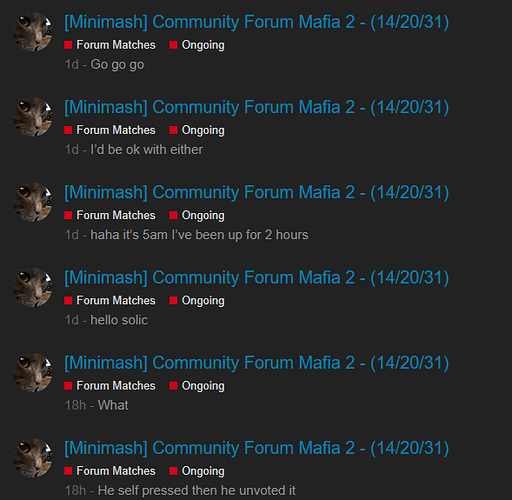 [Minimash] Community Forum Mafia 2 - (14/20/31)
Forum Matches Ongoing
1d - Go go go
[Minimash] Community Forum Mafia 2 - (14/20/31)
Forum Matches Ongoing
1d - I'd be ok with either
[Minimash] Community Forum Mafia 2 - (14/20/31)
Forum Matches Ongoing
1d - haha it's 5am I've been up for 2 hours
[Minimash] Community Forum Mafia 2 - (14/20/31)
Forum Matches Ongoing
1d - hello solic
[Minimash] Community Forum Mafia 2 - (14/20/31)
Forum Matches Ongoing
18h - What
[Minimash] Community Forum Mafia 2 - (14/20/31)
Forum Matches Ongoing
18h - He self pressed then he unvoted it